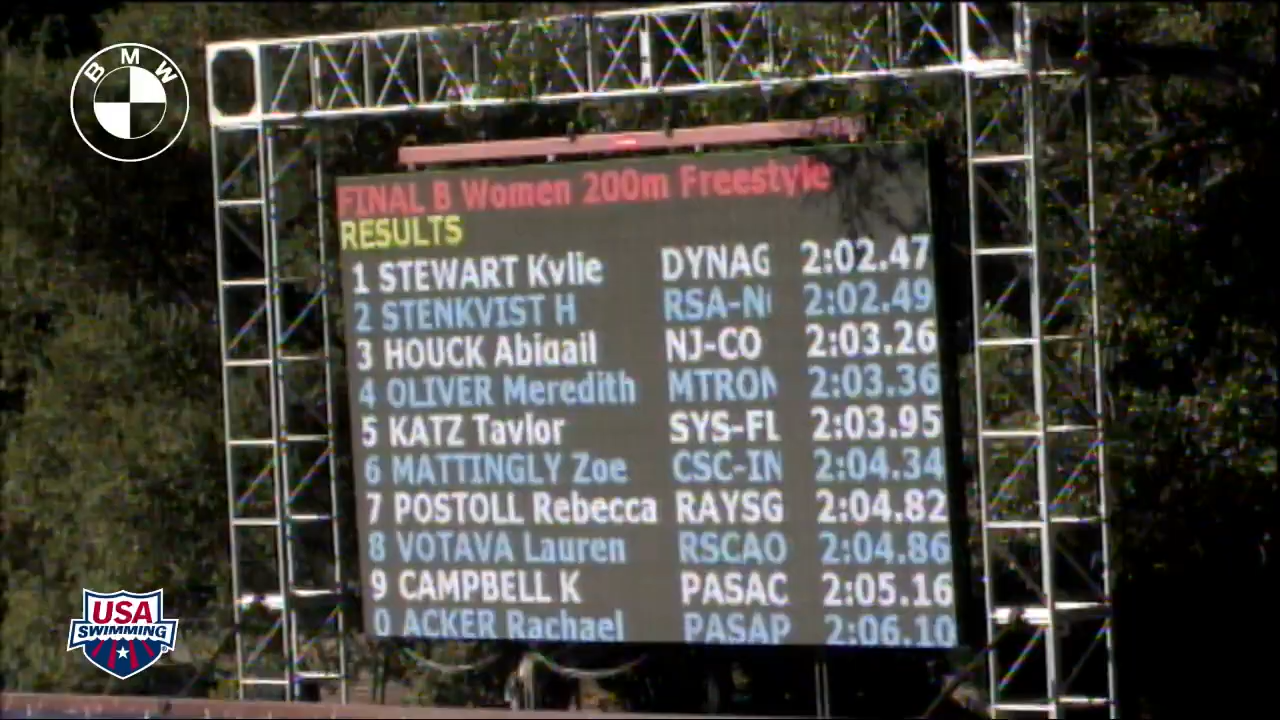 BMW
FINAL B Women 200m Freestyle
RESULTS
1 STEWART Kylie DYNAG 2:02.47
2 STENKVIST H RSA-N 2:02.49
3 HOUCK Abigail NJ-CO 2:03.26
4 OLIVER Meredith MTRON 2:03.36
5 KATZ Taylor SYS-FL 2:03.95
6 MATTINGLY Zoe CSC-IN 2:04.34
7 POSTOLL Rebecca RAYSG 2:04.82
8 VOTAVA Lauren RSCAO 2:04.86
9 CAMPBELL K PASAC 2:05.16
0 ACKER Rachael PASAP 2:06.10
USA
SWIMMING